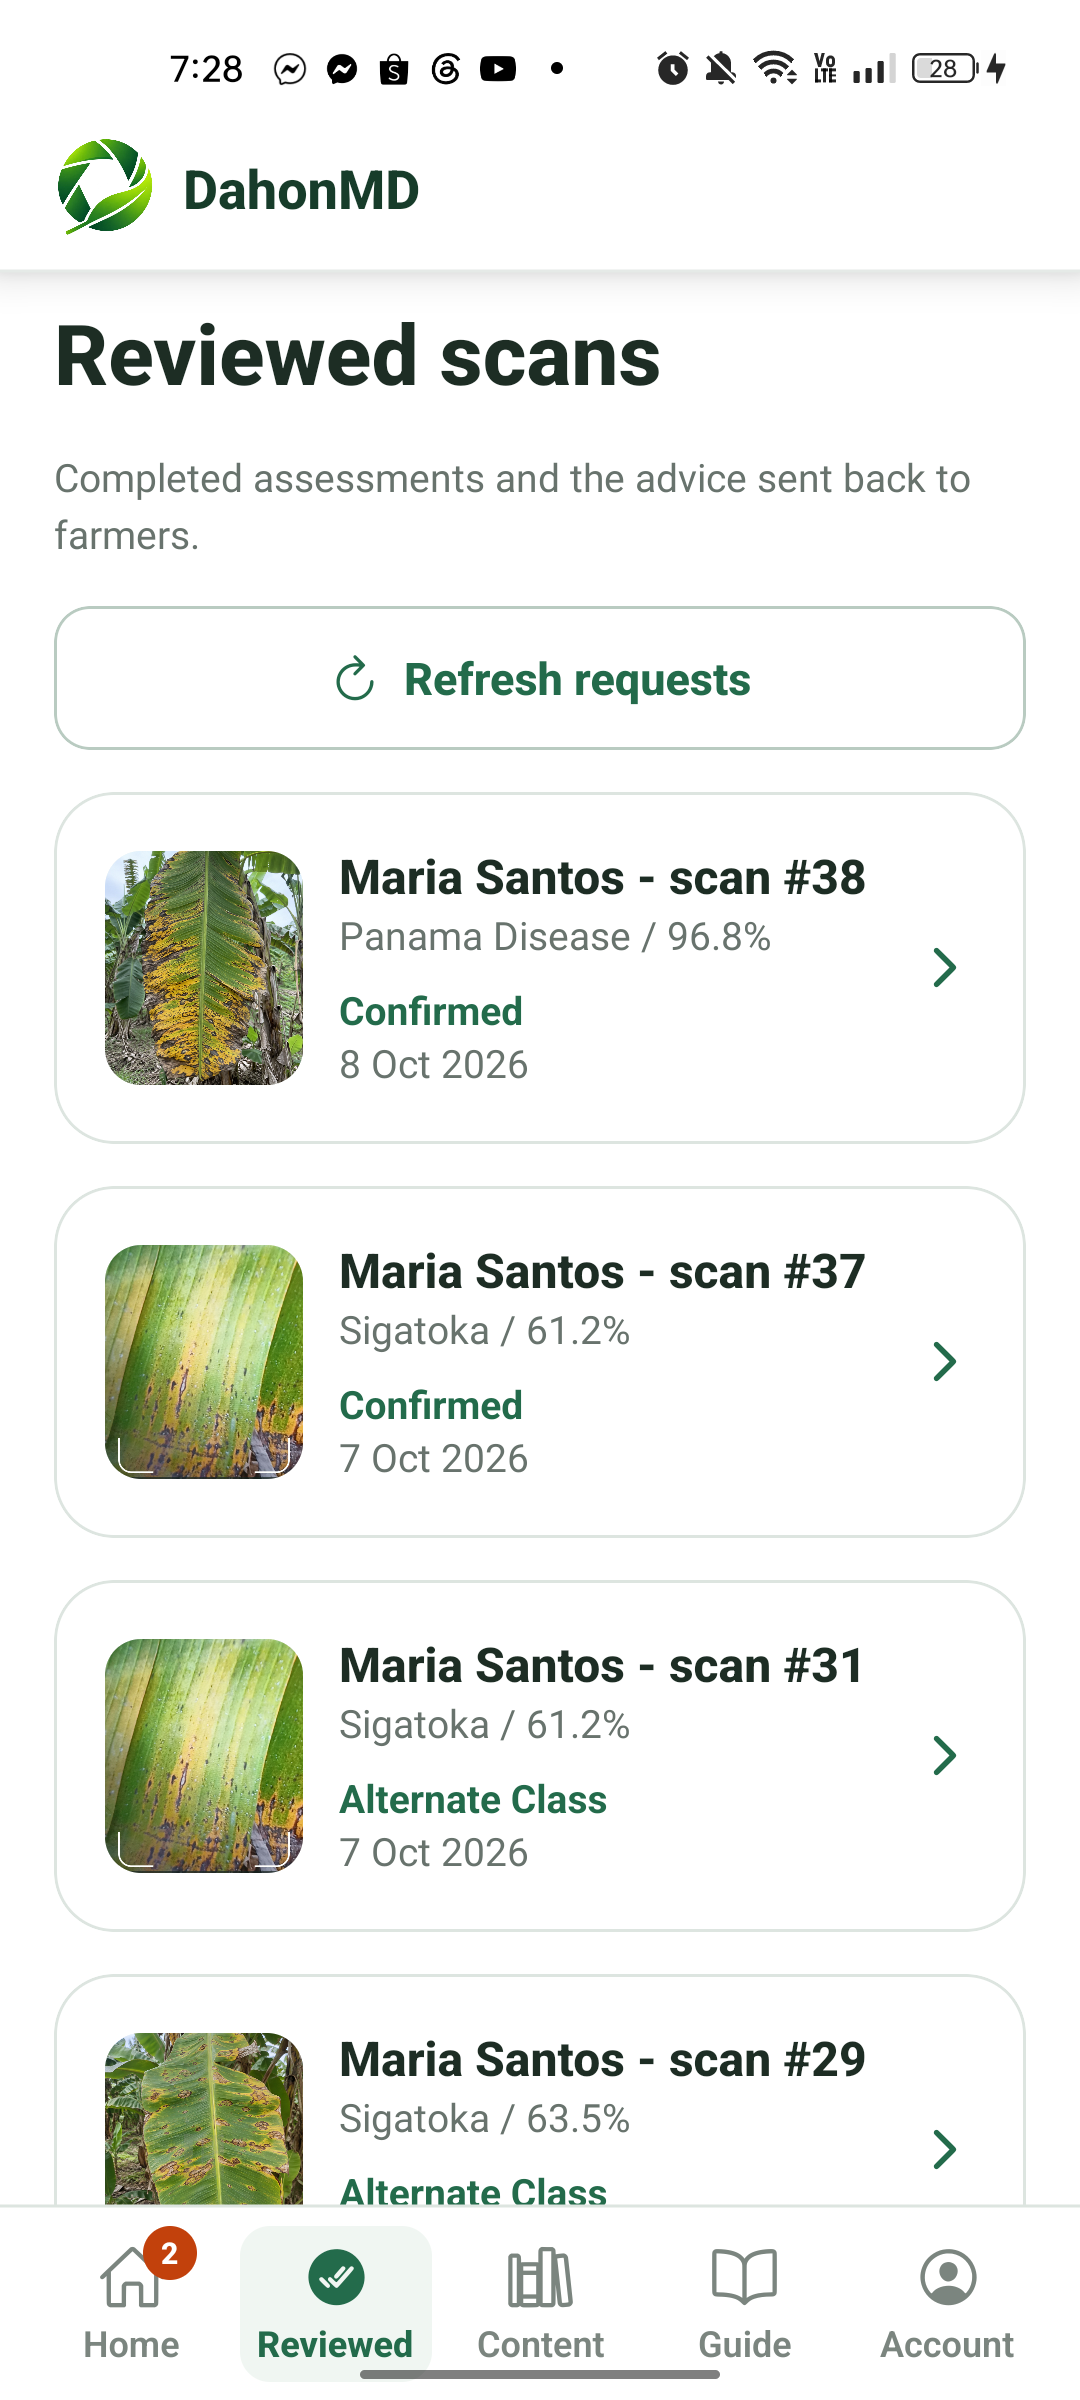 7:28
Vo
LTE
28
DahonMD
Reviewed scans
Completed assessments and the advice sent back to
farmers.
Refresh requests
Maria Santos - scan #38
Panama Disease / 96.8%
Confirmed
8 Oct 2026
Maria Santos - scan #37
Sigatoka / 61.2%
Confirmed
7 Oct 2026
Maria Santos - scan #31
Sigatoka / 61.2%
Alternate Class
7 Oct 2026
Maria Santos - scan #29
Sigatoka / 63.5%
Alternate Class
2
Home
Reviewed
Content
Guide
Account